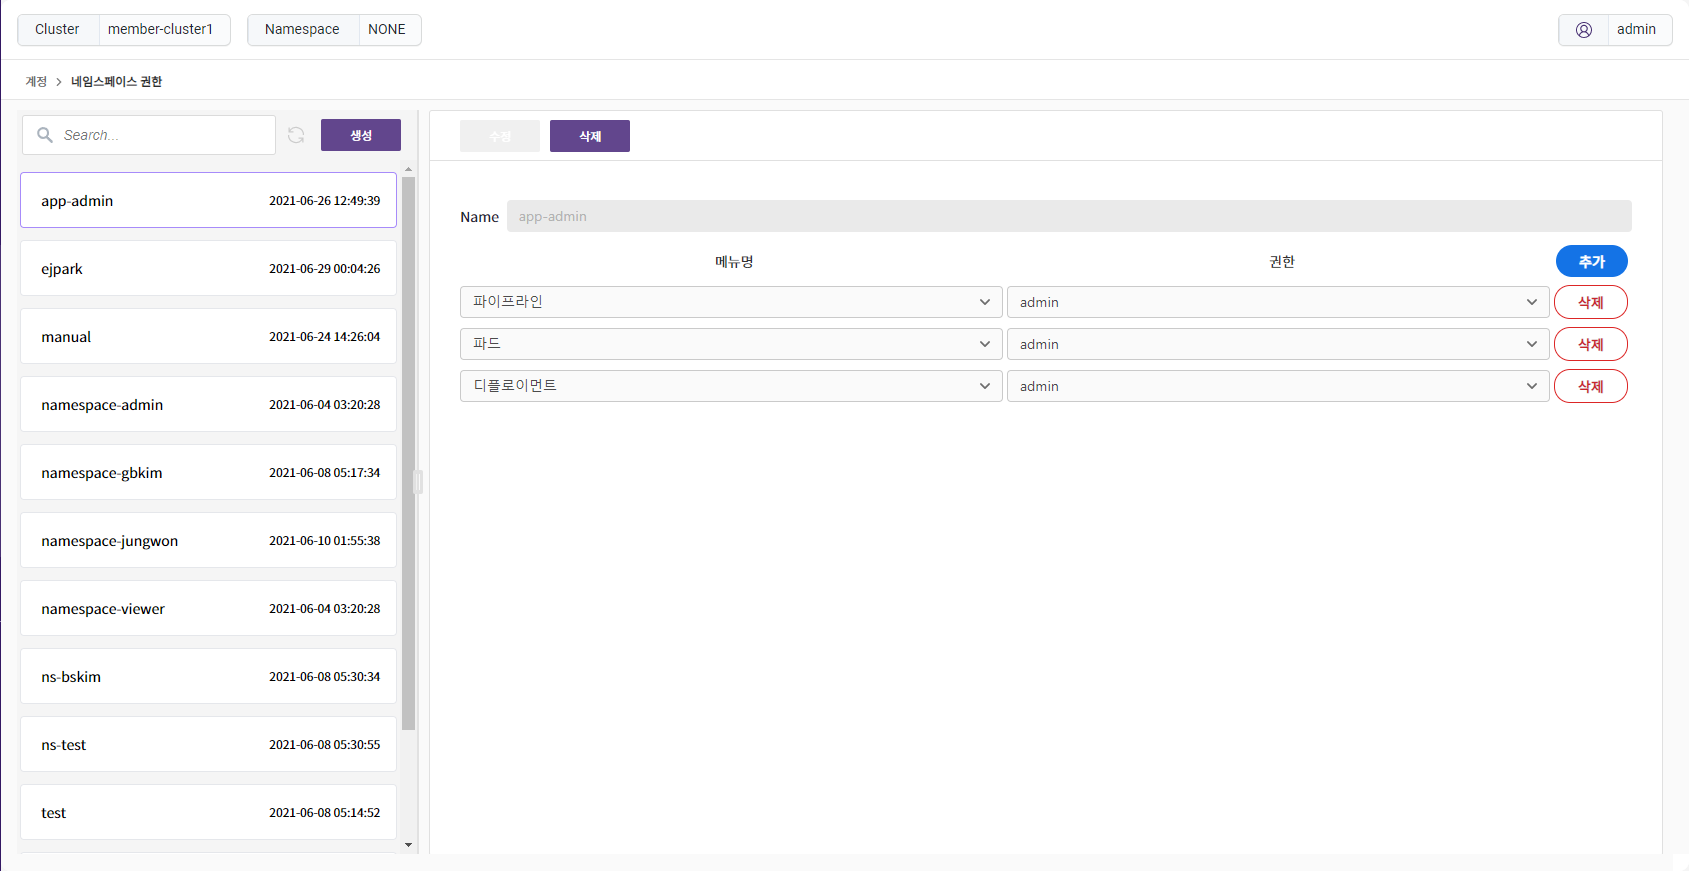 Cluster member-cluster1 Namespace NONE admin
계정 > 네임스페이스 권한
Search... 생성 수정 삭제
app-admin 2021-06-26 12:49:39
ejpark 2021-06-29 00:04:26
manual 2021-06-24 14:26:04
namespace-admin 2021-06-04 03:20:28
namespace-gbkim 2021-06-08 05:17:34
namespace-jungwon 2021-06-10 01:55:38
namespace-viewer 2021-06-04 03:20:28
ns-bskim 2021-06-08 05:30:34
ns-test 2021-06-08 05:30:55
test 2021-06-08 05:14:52
Name app-admin
메뉴명 권한 추가
파이프라인 admin 삭제
파드 admin 삭제
디플로이먼트 admin 삭제